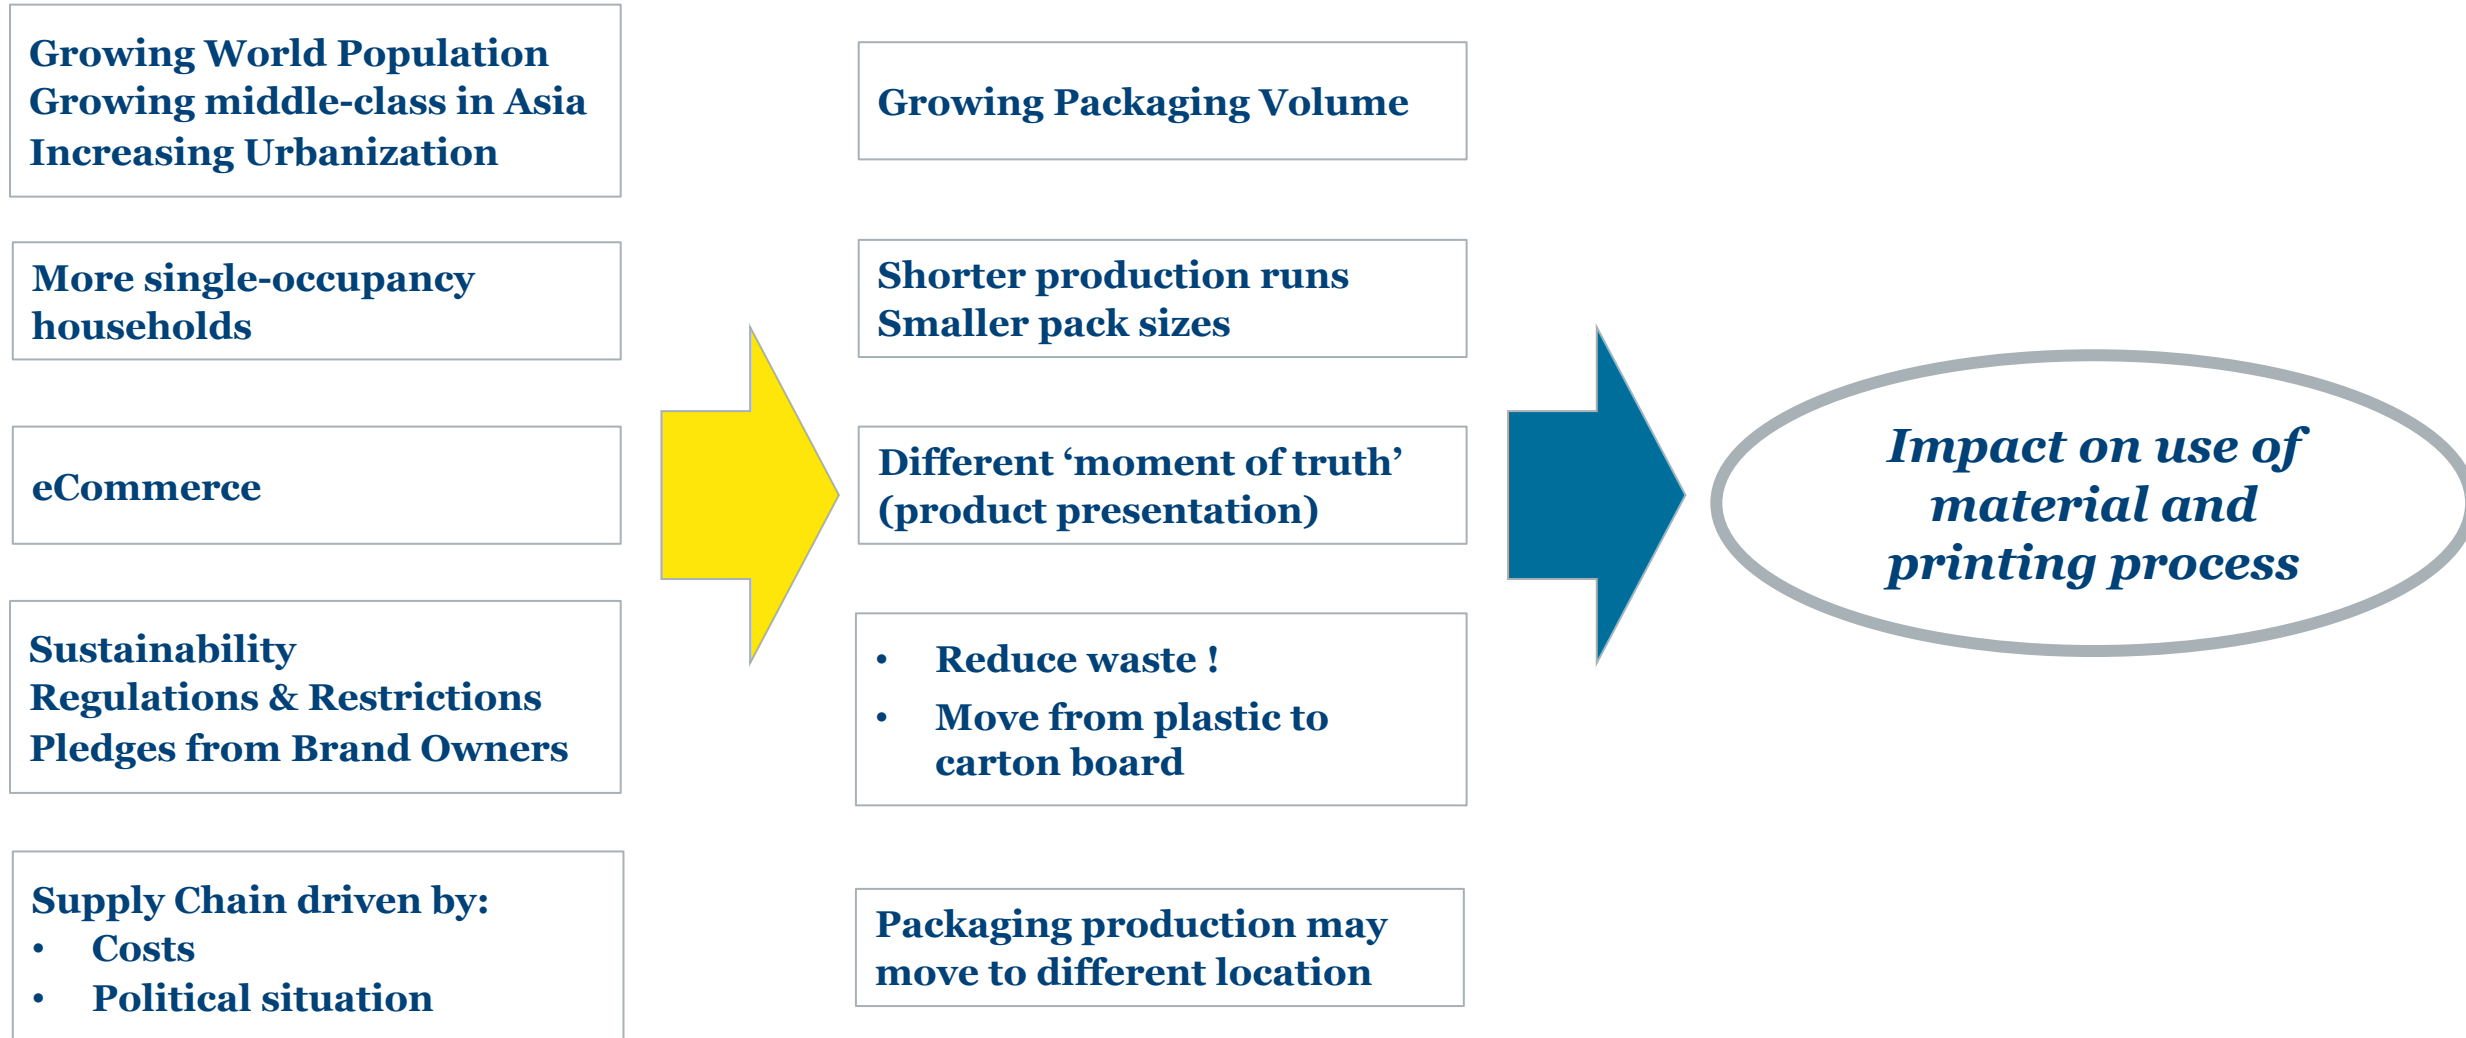 Growing World Population
Growing middle-class in Asia
Increasing Urbanization
More single-occupancy
households
eCommerce
Sustainability
Regulations & Restrictions
Pledges from Brand Owners
Supply Chain driven by:
• Costs
• Political situation
Growing Packaging Volume
Shorter production runs
Smaller pack sizes
Different ‘moment of truth’
(product presentation)
• Reduce waste !
• Move from plastic to
carton board
Packaging production may
move to different location
Impact on use of
material and
printing process